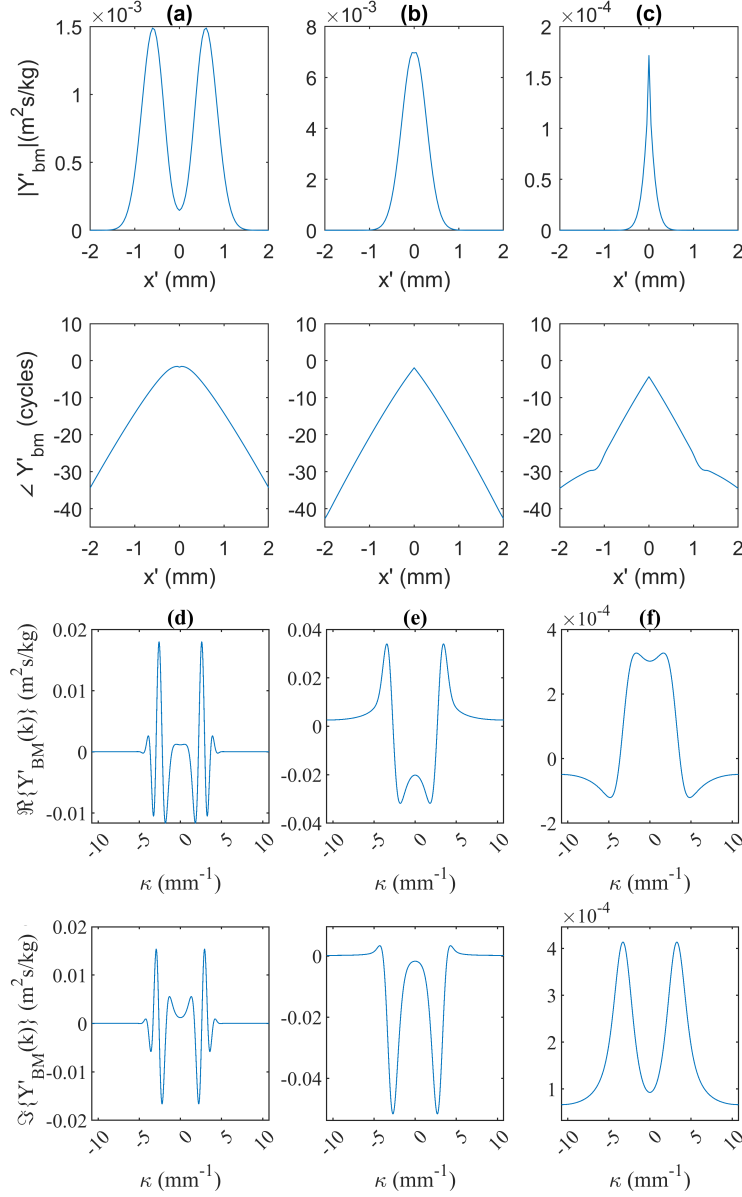 (a) (b) (c)
×10-3 ×10-3 ×10-4
|Y'bm|(m2s/kg)
1.5 8 2
6 1.5
1 4 1
0.5 2 0.5
0 0 0
-2 -1 0 1 2 -2 -1 0 1 2 -2 -1 0 1 2
x' (mm) x' (mm) x' (mm)
∠ Y'bm (cycles)
10 10 10
0 0 0
-10 -10 -10
-20 -20 -20
-30 -30 -30
-40 -40 -40
-2 -1 0 1 2 -2 -1 0 1 2 -2 -1 0 1 2
x' (mm) x' (mm) x' (mm)
(d) (e) (f)
×10-4
ℜ{Y'BM(k)} (m2s/kg)
0.02 0.04 4
0.01 0.02 2
0 0 0
-0.01 -0.02 -2
-0.04
-10 -5 0 5 10 -10 -5 0 5 10 -10 -5 0 5 10
κ (mm-1) κ (mm-1) κ (mm-1)
×10-4
ℑ{Y'BM(k)} (m2s/kg)
0.02 0 4
0.01 -0.02 3
0 -0.04 2
-0.01 1
-0.02
-10 -5 0 5 10 -10 -5 0 5 10 -10 -5 0 5 10
κ (mm-1) κ (mm-1) κ (mm-1)